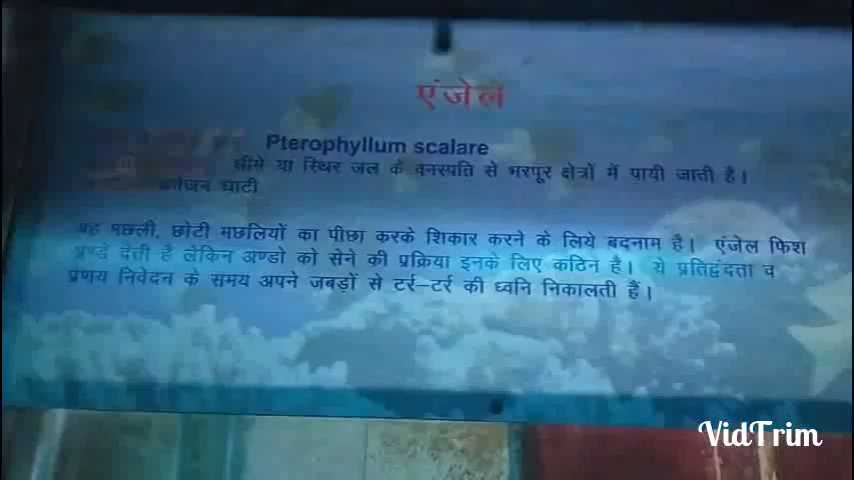 एंजेल
Pterophyllum scalare
धीमे या स्थिर जल के वनस्पति से भरपूर क्षेत्रों में पायी जाती है।
अमेजन घाटी
यह मछली, छोटी मछलियों का पीछा करके शिकार करने के लिये बदनाम है। एंजेल फिश
अण्डे देती है लेकिन अण्डो को सेने की प्रक्रिया इनके लिए कठिन है। ये प्रतिद्वंदता व
प्रणय निवेदन के समय अपने जबड़ों से टर्र-टर्र की ध्वनि निकालती हैं।
VidTrim